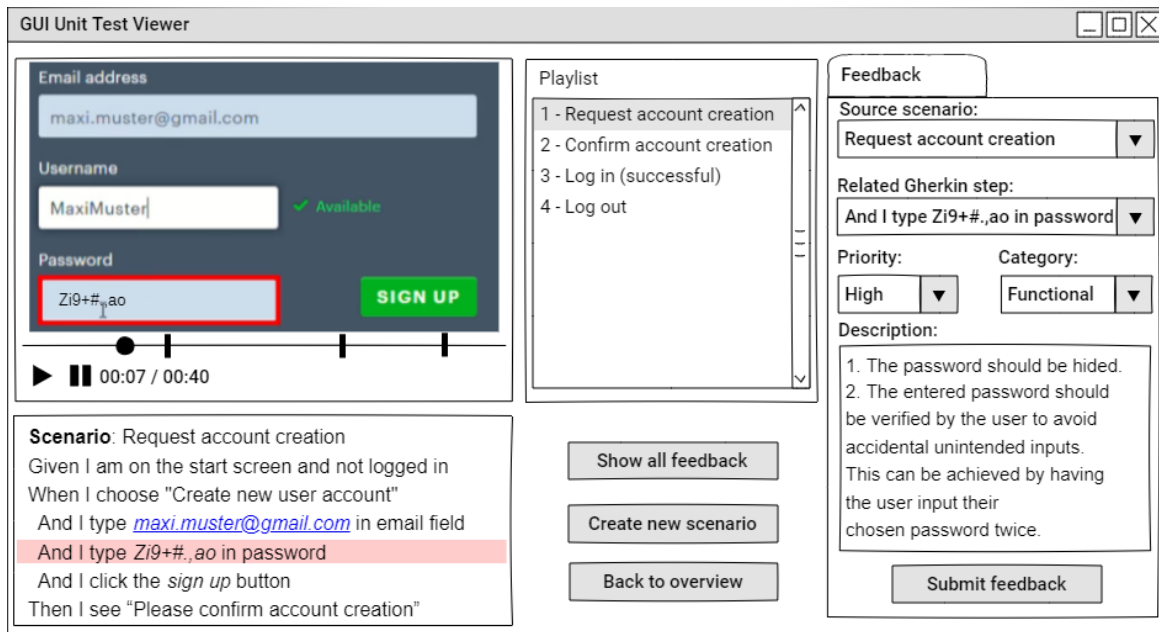 GUI Unit Test Viewer
Email address
maxi.muster@gmail.com
Username
MaxiMuster
Available
Password
Zi9+#.,ao
SIGN UP
00:07 / 00:40
Scenario: Request account creation
Given I am on the start screen and not logged in
When I choose "Create new user account"
And I type maxi.muster@gmail.com in email field
And I type Zi9+#.,ao in password
And I click the sign up button
Then I see “Please confirm account creation”
Playlist
1 - Request account creation
2 - Confirm account creation
3 - Log in (successful)
4 - Log out
Show all feedback
Create new scenario
Back to overview
Feedback
Source scenario:
Request account creation
Related Gherkin step:
And I type Zi9+#.,ao in password
Priority:
Category:
High
Functional
Description:
1. The password should be hided.
2. The entered password should
be verified by the user to avoid
accidental unintended inputs.
This can be achieved by having
the user input their
chosen password twice.
Submit feedback